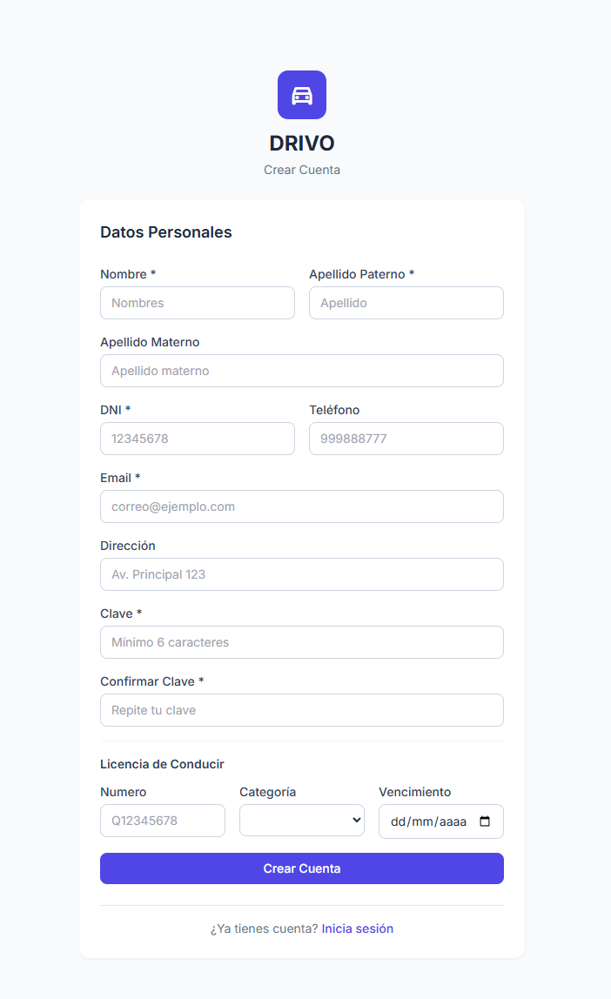 DRIVO
Crear Cuenta
Datos Personales
Nombre * Apellido Paterno *
Nombres Apellido
Apellido Materno
Apellido materno
DNI * Teléfono
12345678 999888777
Email *
correo@ejemplo.com
Dirección
Av. Principal 123
Clave *
Mínimo 6 caracteres
Confirmar Clave *
Repite tu clave
Licencia de Conducir
Numero Categoría Vencimiento
Q12345678 dd/mm/aaaa
Crear Cuenta
¿Ya tienes cuenta? Inicia sesión